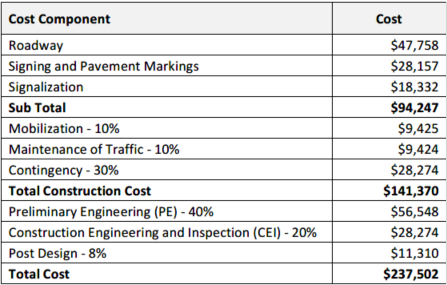 Cost Component Cost
Roadway $47,758
Signing and Pavement Markings $28,157
Signalization $18,332
Sub Total $94,247
Mobilization - 10% $9,425
Maintenance of Traffic - 10% $9,424
Contingency - 30% $28,274
Total Construction Cost $141,370
Preliminary Engineering (PE) - 40% $56,548
Construction Engineering and Inspection (CEI) - 20% $28,274
Post Design - 8% $11,310
Total Cost $237,502